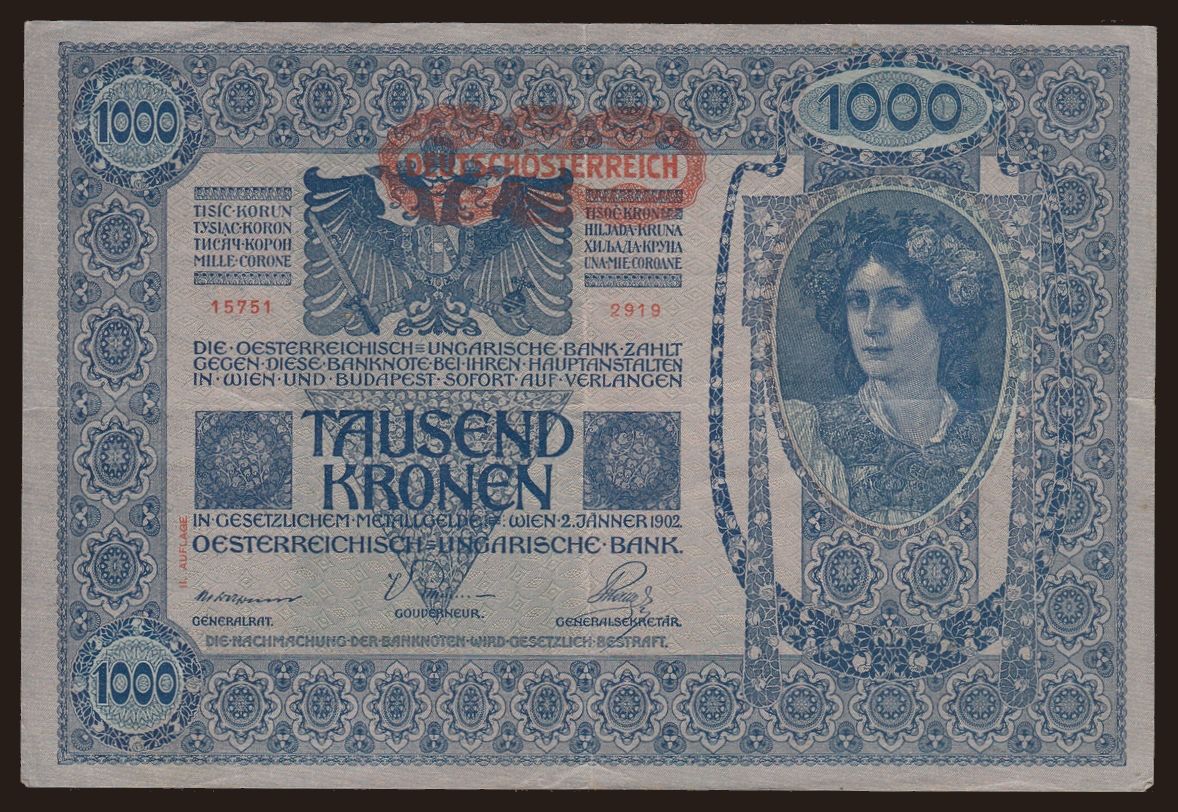 1000
1000
DEUTSCHÖSTERREICH
TISÍC·KORUN
TYSIĄC·KORON
ТИСЯЧ·КОРОН
MILLE·CORONE
TISOČ·KRONE
HILJADA·KRUNA
ХИЉАДА·КРУНА
UNA·MIE·COROANE
15751
2919
DIE·OESTERREICHISCH=UNGARISCHE·BANK·ZAHLT
GEGEN·DIESE·BANKNOTE·BEI·IHREN·HAUPTANSTALTEN
IN·WIEN·UND·BUDAPEST·SOFORT·AUF·VERLANGEN
TAUSEND
KRONEN
IN·GESETZLICHEM·METALLGELDE=.WIEN·2.JÄNNER·1902.
OESTERREICHISCH=UNGARISCHE·BANK.
II. AUFLAGE
GENERALRAT.
GOUVERNEUR.
GENERALSEKRETÄR.
DIE·NACHMACHUNG·DER·BANKNOTEN·WIRD·GESETZLICH·BESTRAFT.
1000